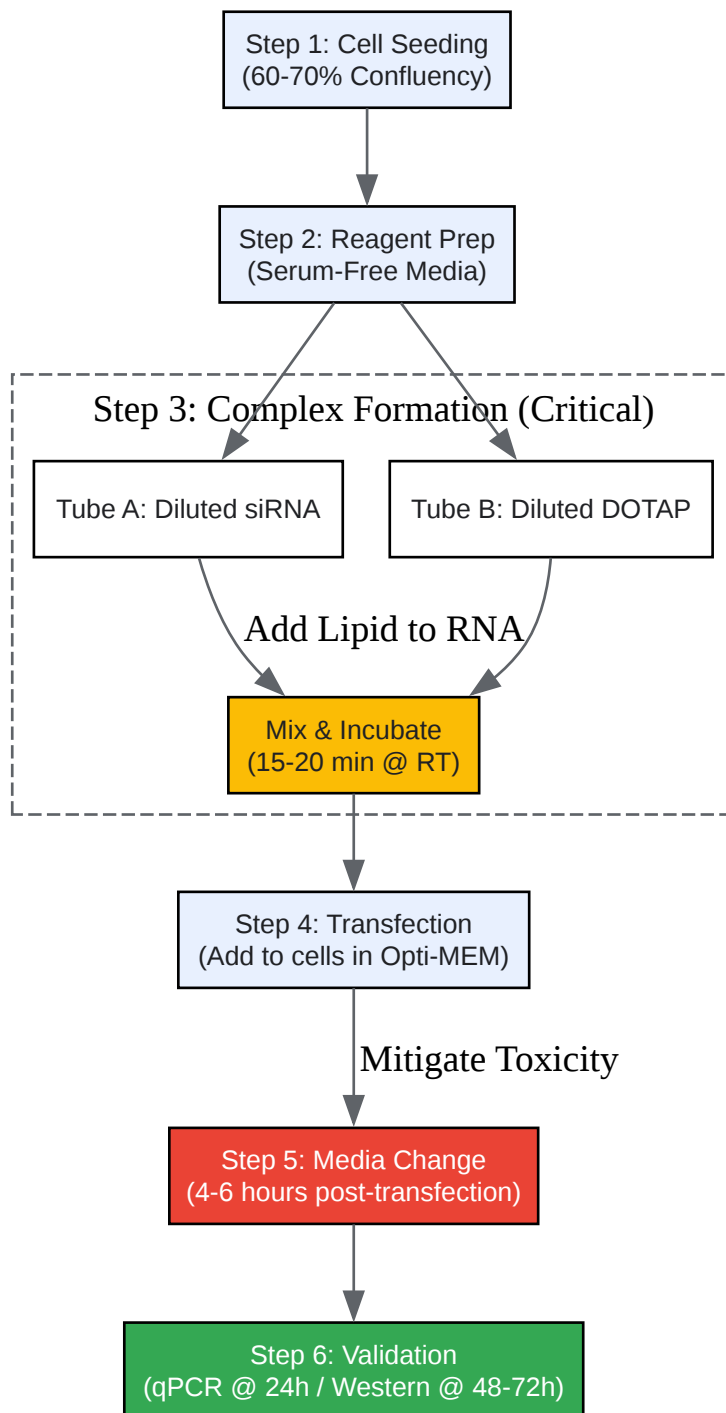 Step 1: Cell Seeding
(60-70% Confluency)
Step 2: Reagent Prep
(Serum-Free Media)
Step 3: Complex Formation (Critical)
Tube A: Diluted siRNA
Tube B: Diluted DOTAP
Add Lipid to RNA
Mix & Incubate
(15-20 min @ RT)
Step 4: Transfection
(Add to cells in Opti-MEM)
Mitigate Toxicity
Step 5: Media Change
(4-6 hours post-transfection)
Step 6: Validation
(qPCR @ 24h / Western @ 48-72h)